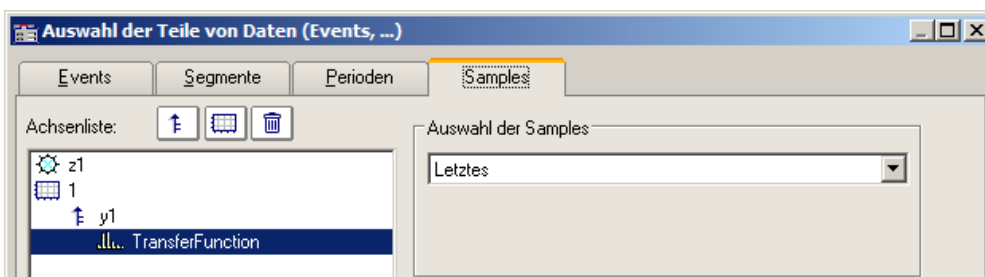 Auswahl der Teile von Daten (Events, ...)
Events Segmente Perioden Samples
Achsenliste:
Auswahl der Samples
z1
Letztes
1
y1
TransferFunction